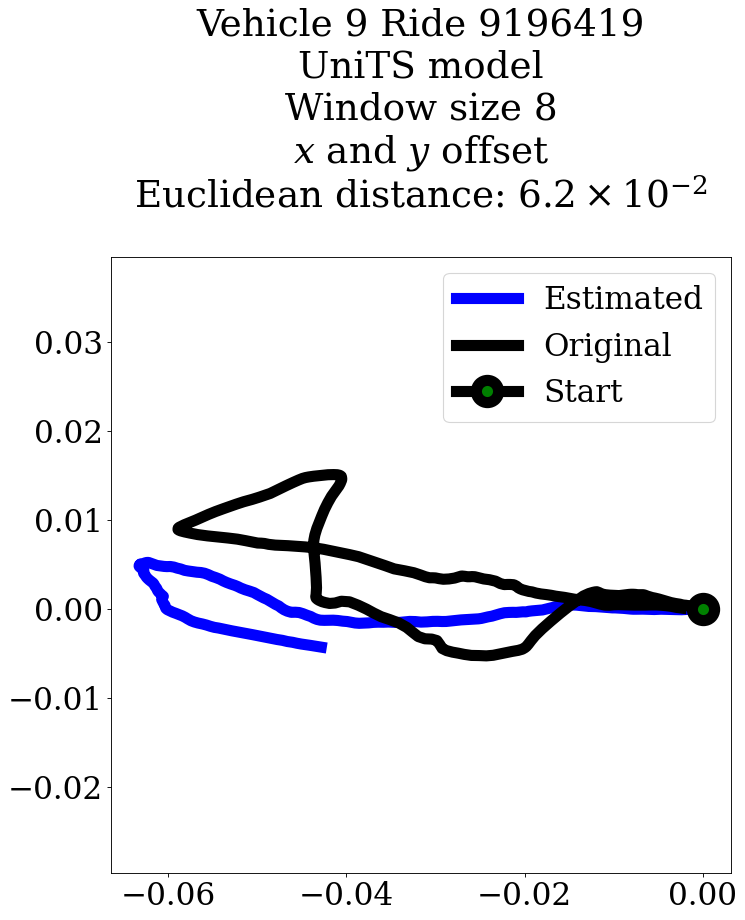 Vehicle 9 Ride 9196419
UniTS model
Window size 8
x and y offset
Euclidean distance: 6.2 × 10⁻²
Estimated
Original
Start
0.03
0.02
0.01
0.00
−0.01
−0.02
−0.06 −0.04 −0.02 0.00